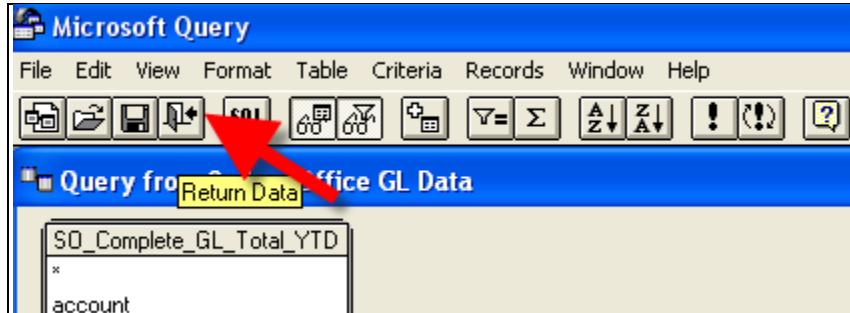 Microsoft Query
File Edit View Format Table Criteria Records Window Help
Query fro ffice GL Data
Return Data
SO_Complete_GL_Total_YTD
*
account